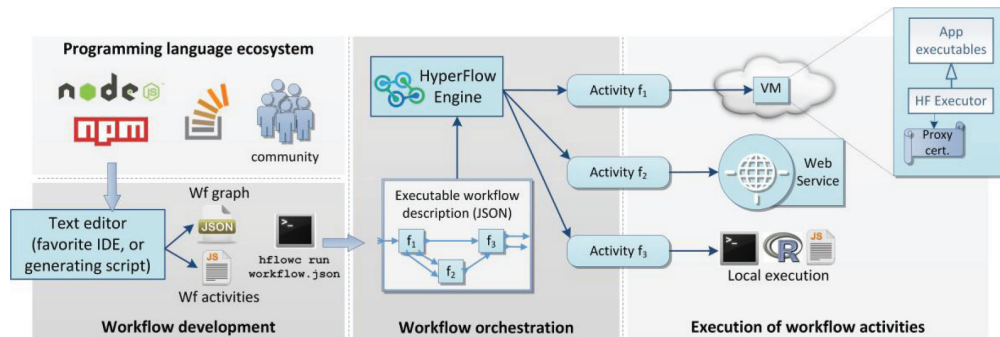 Programming language ecosystem
node
JS
npm
community
Wf graph
JSON
Text editor
(favorite IDE, or
generating script)
JS
Wf activities
>_
hflowc run
workflow.json
Workflow development
HyperFlow
Engine
Executable workflow
description (JSON)
f1
f3
f2
Workflow orchestration
Activity f1
VM
App
executables
HF Executor
Proxy
cert.
Activity f2
Web
Service
Activity f3
>_
R
JS
Local execution
Execution of workflow activities